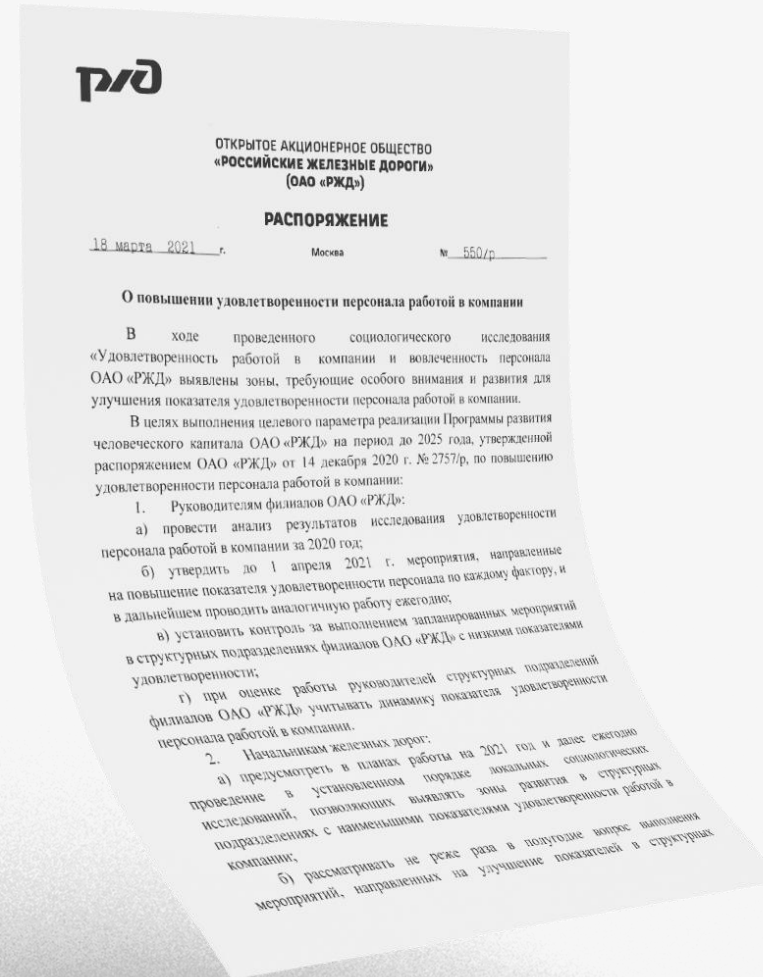 ржд
ОТКРЫТОЕ АКЦИОНЕРНОЕ ОБЩЕСТВО
«РОССИЙСКИЕ ЖЕЛЕЗНЫЕ ДОРОГИ»
(ОАО «РЖД»)
РАСПОРЯЖЕНИЕ
18 марта 2021 г. Москва № 550/р
О повышении удовлетворенности персонала работой в компании
В ходе проведенного социологического исследования
«Удовлетворенность работой в компании и вовлеченность персонала
ОАО «РЖД» выявлены зоны, требующие особого внимания и развития для
улучшения показателя удовлетворенности персонала работой в компании.
В целях выполнения целевого параметра реализации Программы развития
человеческого капитала ОАО «РЖД» на период до 2025 года, утвержденной
распоряжением ОАО «РЖД» от 14 декабря 2020 г. № 2757/р, по повышению
удовлетворенности персонала работой в компании:
1. Руководителям филиалов ОАО «РЖД»:
а) провести анализ результатов исследования удовлетворенности
персонала работой в компании за 2020 год;
б) утвердить до 1 апреля 2021 г. мероприятия, направленные
на повышение показателя удовлетворенности персонала по каждому фактору, и
в дальнейшем проводить аналогичную работу ежегодно;
в) установить контроль за выполнением запланированных мероприятий
в структурных подразделениях филиалов ОАО «РЖД» с низкими показателями
удовлетворенности;
г) при оценке работы руководителей структурных подразделений
филиалов ОАО «РЖД» учитывать динамику показателя удовлетворенности
персонала работой в компании.
2. Начальникам железных дорог:
а) предусмотреть в планах работы на 2021 год и далее ежегодно
проведение в установленном порядке локальных социологических
исследований, позволяющих выявлять зоны развития в структурных
подразделениях с наименьшими показателями удовлетворенности работой в
компании;
б) рассматривать не реже раза в полугодие вопрос выполнения
мероприятий, направленных на улучшение показателей в структурных